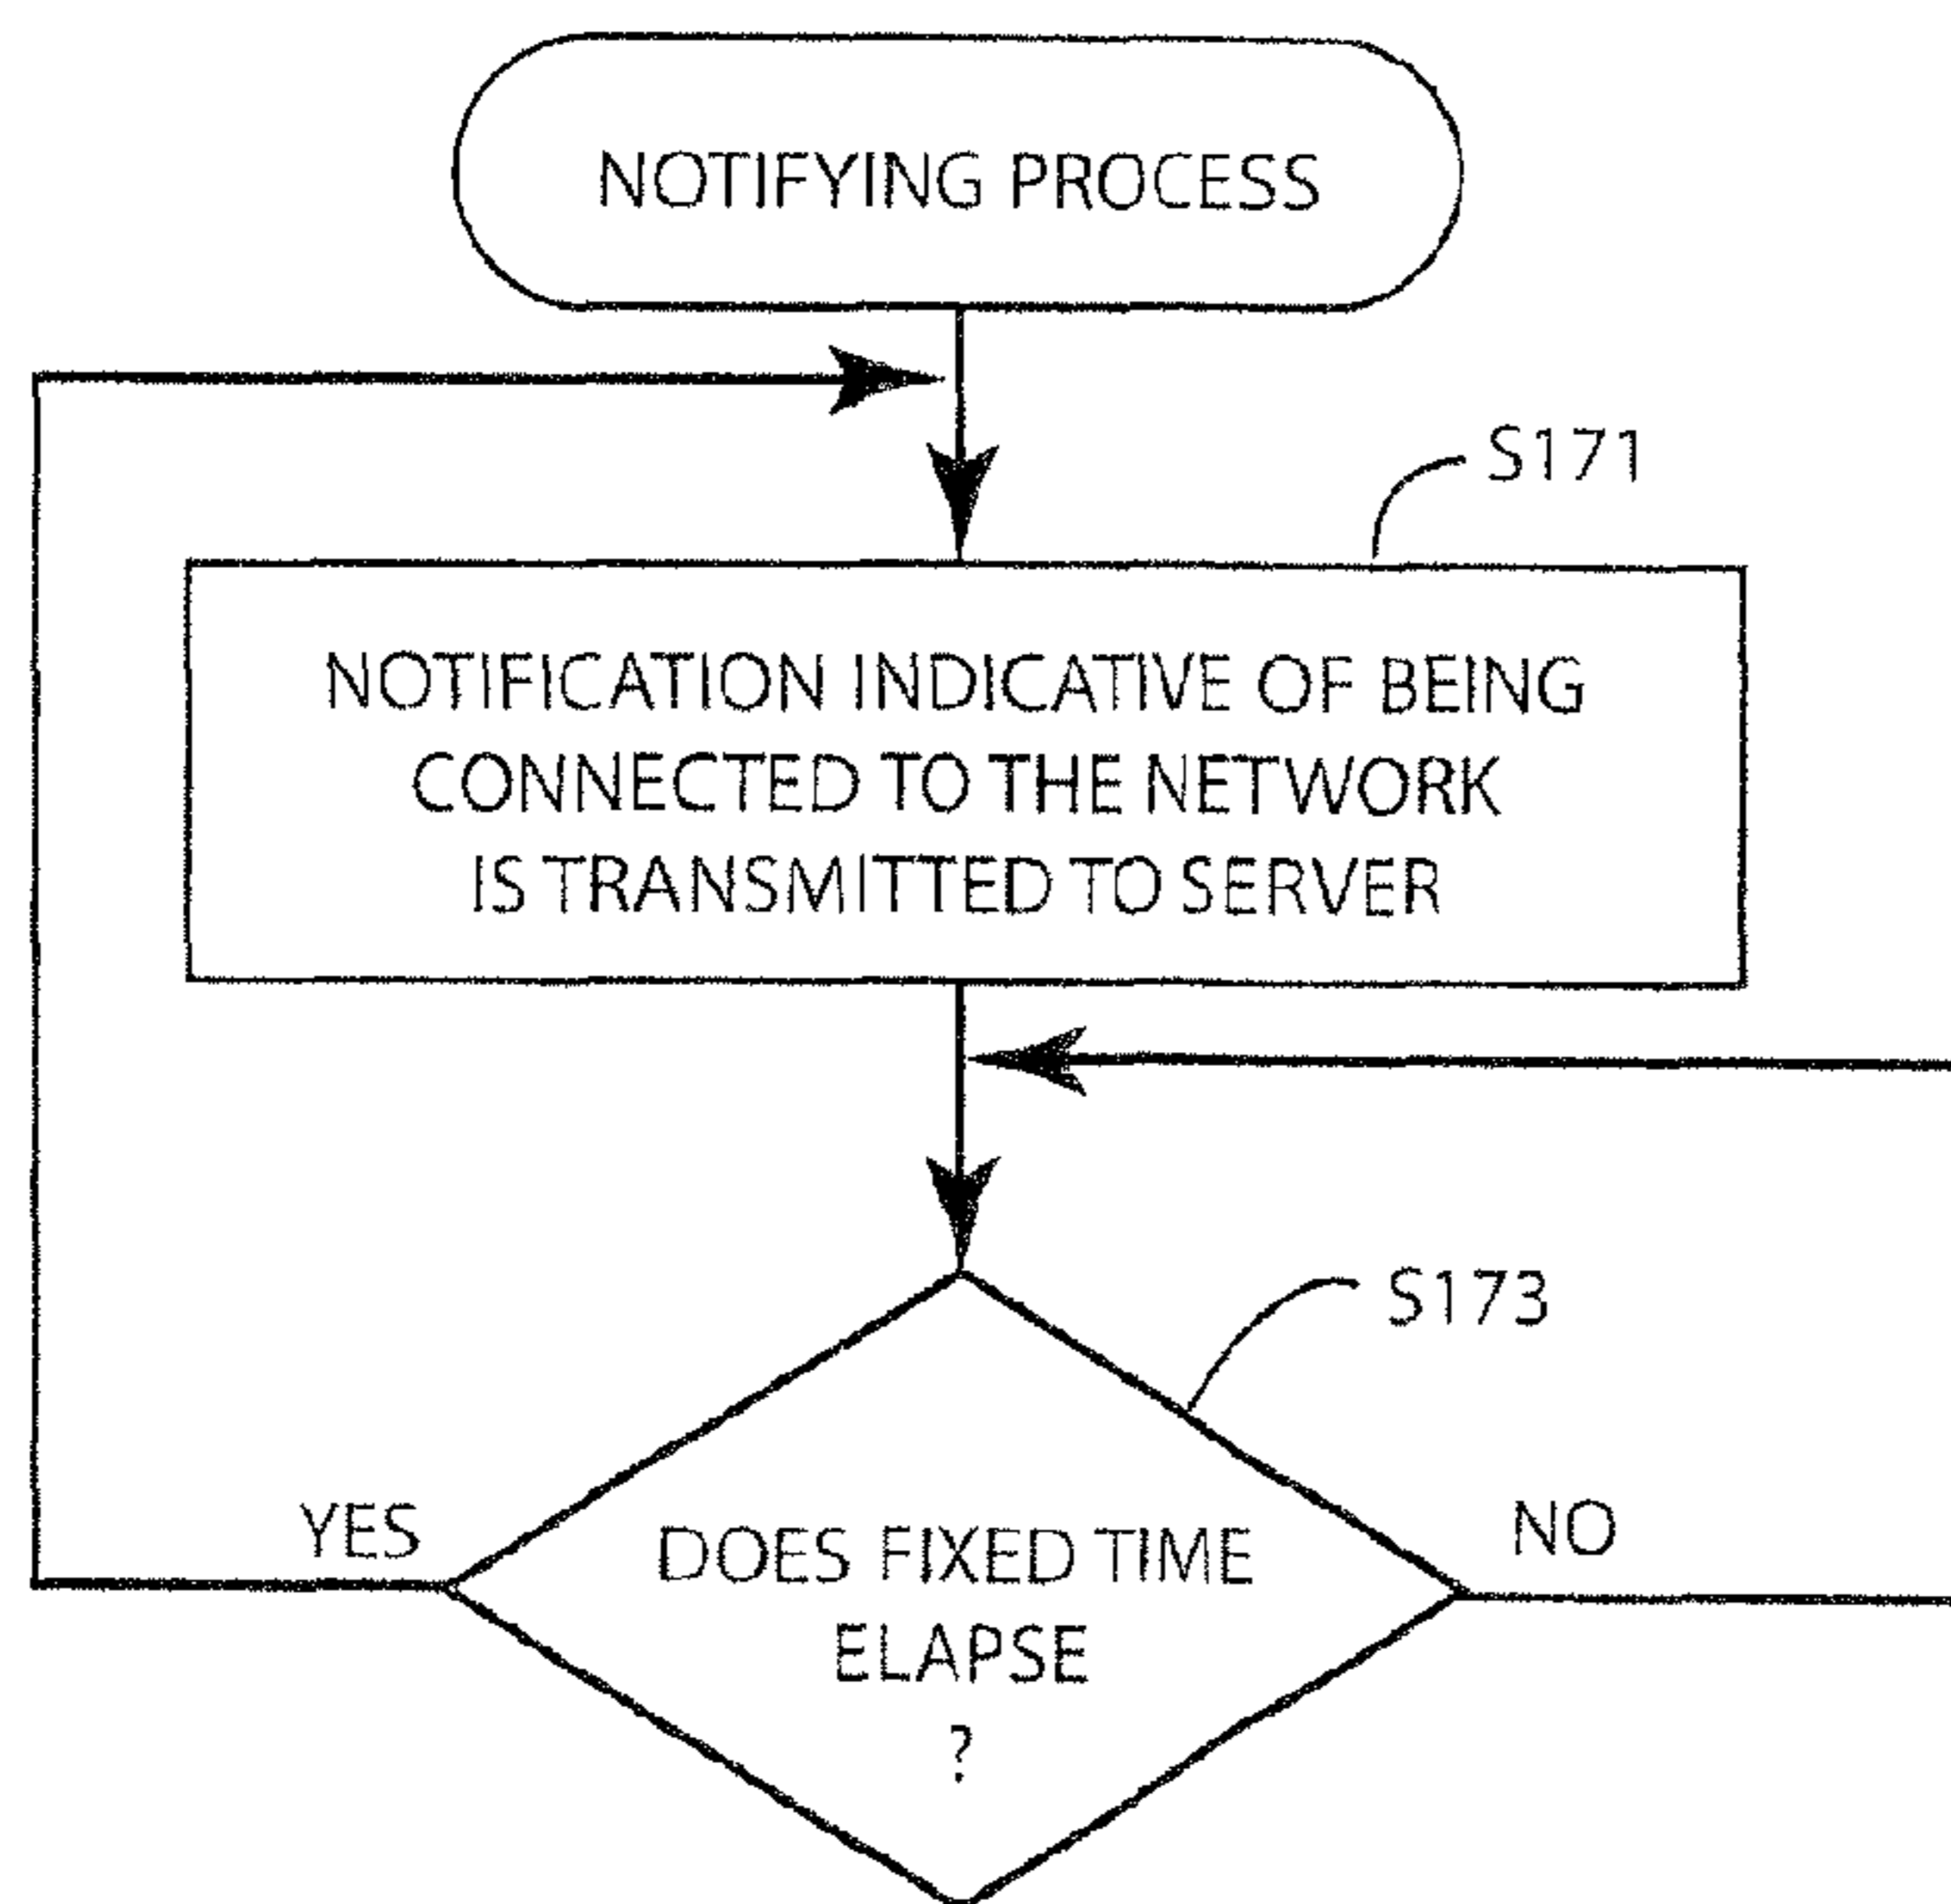 NOTIFYING PROCESS
S171
NOTIFICATION INDICATIVE OF BEING
CONNECTED TO THE NETWORK
IS TRANSMITTED TO SERVER
S173
YES
NO
DOES FIXED TIME
ELAPSE
?